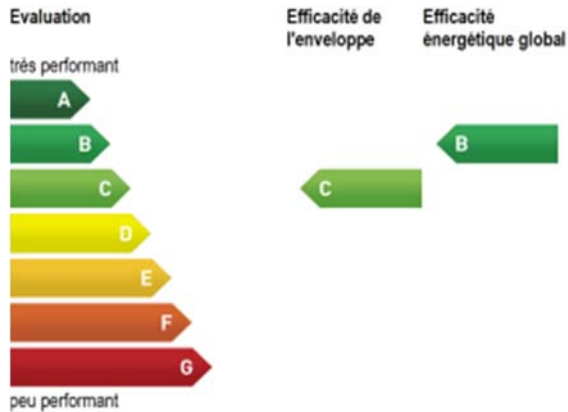 Evaluation
Efficacité de
l'enveloppe
Efficacité
énergétique global
très performant
A
B
B
C
C
D
E
F
G
peu performant